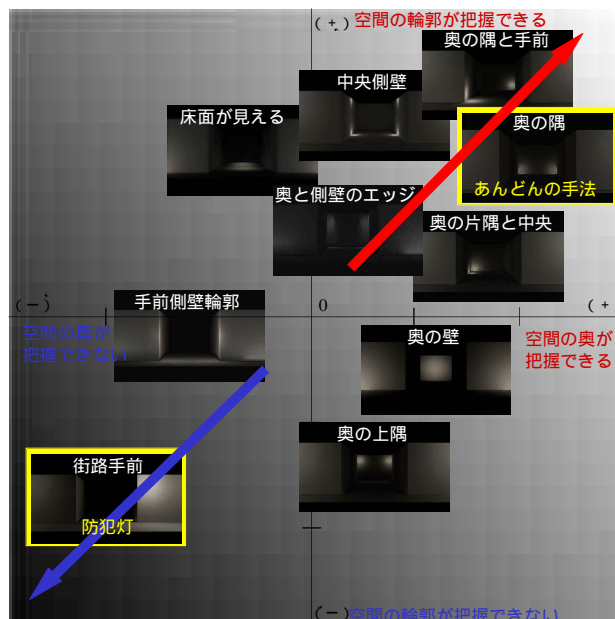 (+) 空間の輪郭が把握できる
奥の隅と手前
中央側壁
床面が見える
奥の隅
あんどんの手法
奥と側壁のエッジ
奥の片隅と中央
手前側壁輪郭
(−)
0
(+
空間の奥が
把握できない
奥の壁
空間の奥が
把握できる
奥の上隅
街路手前
防犯灯
(−)空間の輪郭が把握できない